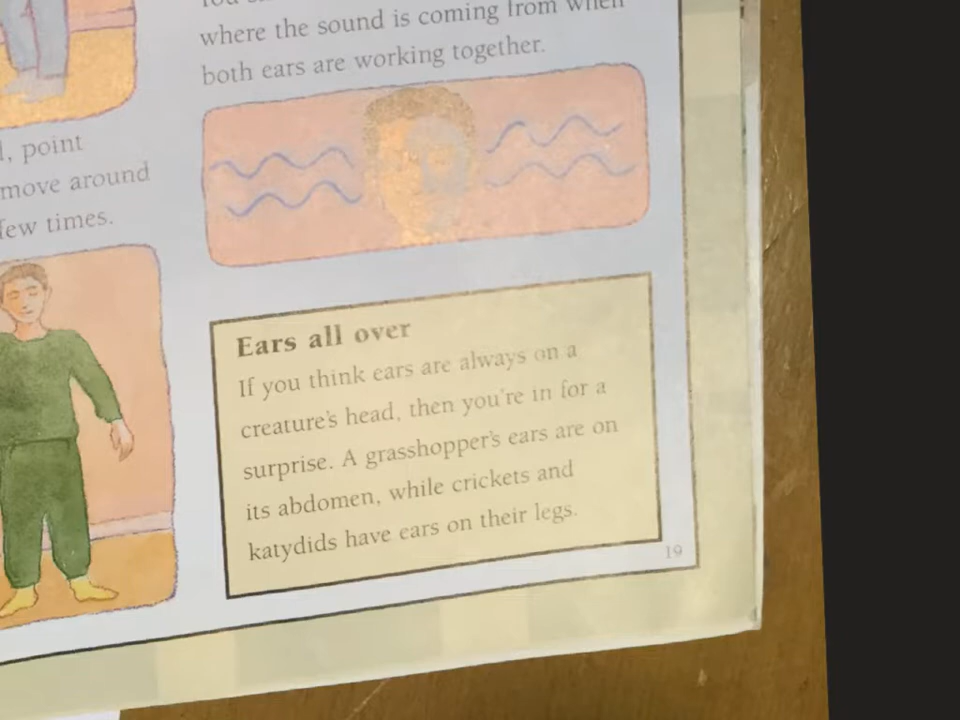 where the sound is coming from when
both ears are working together.
, point
move around
few times.
Ears all over
If you think ears are always on a
creature's head, then you're in for a
surprise. A grasshopper's ears are on
its abdomen, while crickets and
katydids have ears on their legs.
19